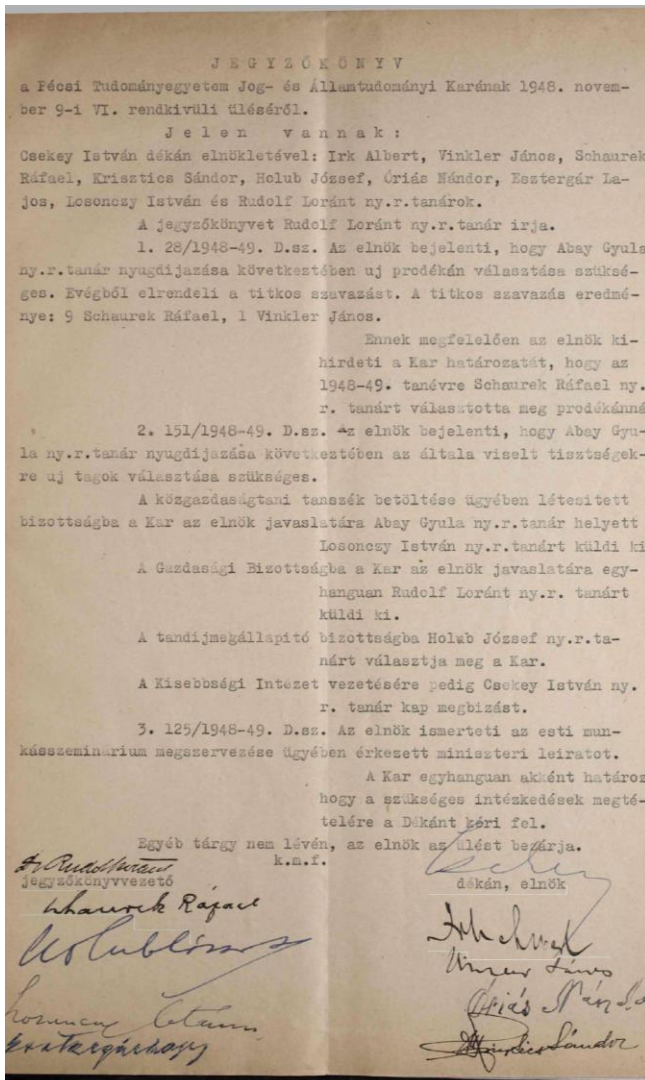 JEGYZŐKÖNYV
a Pécsi Tudományegyetem Jog- és Államtudományi Karának 1948. novem-
ber 9-i VI. rendkivüli üléséről.
Jelen vannak:
Csekey István dékán elnökletével: Irk Albert, Vinkler János, Schaurek
Ráfael, Krisztics Sándor, Holub József, Óriás Nándor, Esztergár La-
jos, Losonczy István és Rudolf Loránt ny.r.tanárok.
A jegyzőkönyvet Rudolf Loránt ny.r.tanár irja.
1. 28/1948-49. D.sz. Az elnök bejelenti, hogy Abay Gyula
ny.r.tanár nyugdijazása következtében uj prodékán választása szüksé-
ges. Evégből elrendeli a titkos szavazást. A titkos szavazás eredmé-
nye: 9 Schaurek Ráfael, 1 Vinkler János.
Ennek megfelelően az elnök ki-
hirdeti a Kar határozatát, hogy az
1948-49. tanévre Schaurek Ráfael ny.
r. tanárt választotta meg prodékánná
2. 151/1948-49. D.sz. Az elnök bejelenti, hogy Abay Gyu-
la ny.r.tanár nyugdijazása következtében az általa viselt tisztségek-
re uj tagok választása szükséges.
A közgazdaságtani tanszék betöltése ügyében létesitett
bizottságba a Kar az elnök javaslatára Abay Gyula ny.r.tanár helyett
Losonczy István ny.r.tanárt küldi ki
A Gazdasági Bizottságba a Kar az elnök javaslatára egy-
hanguan Rudolf Loránt ny.r. tanárt
küldi ki.
A tandijmegállapitó bizottságba Holub József ny.r.ta-
nárt választja meg a Kar.
A Kisebbségi Intézet vezetésére pedig Csekey István ny.
r. tanár kap megbizást.
3. 125/1948-49. D.sz. Az elnök ismerteti az esti mun-
kásszeminárium megszervezése ügyében érkezett miniszteri leiratot.
A Kar egyhanguan akként határoz
hogy a szükséges intézkedések megté-
telére a Dékánt kéri fel.
Egyéb tárgy nem lévén, az elnök az ülést bezárja.
k.m.f.
jegyzőkönyvvezető
dékán, elnök
Schaurek Ráfael
János
Óriás Nándor
Sándor